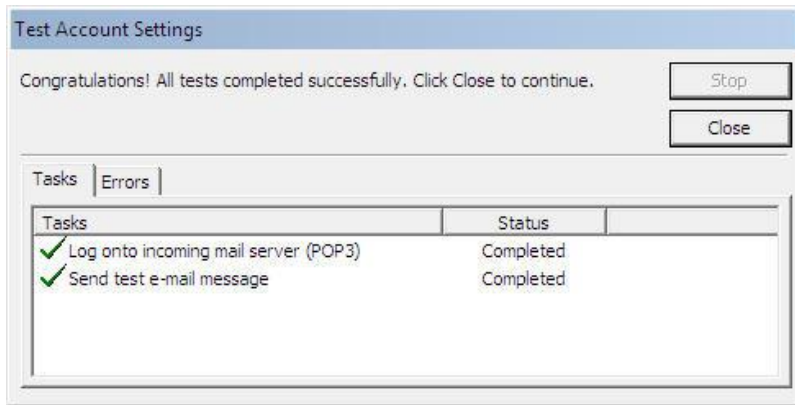 Test Account Settings
Congratulations! All tests completed successfully. Click Close to continue.
Stop
Close
Tasks Errors
Tasks Status
Log onto incoming mail server (POP3) Completed
Send test e-mail message Completed